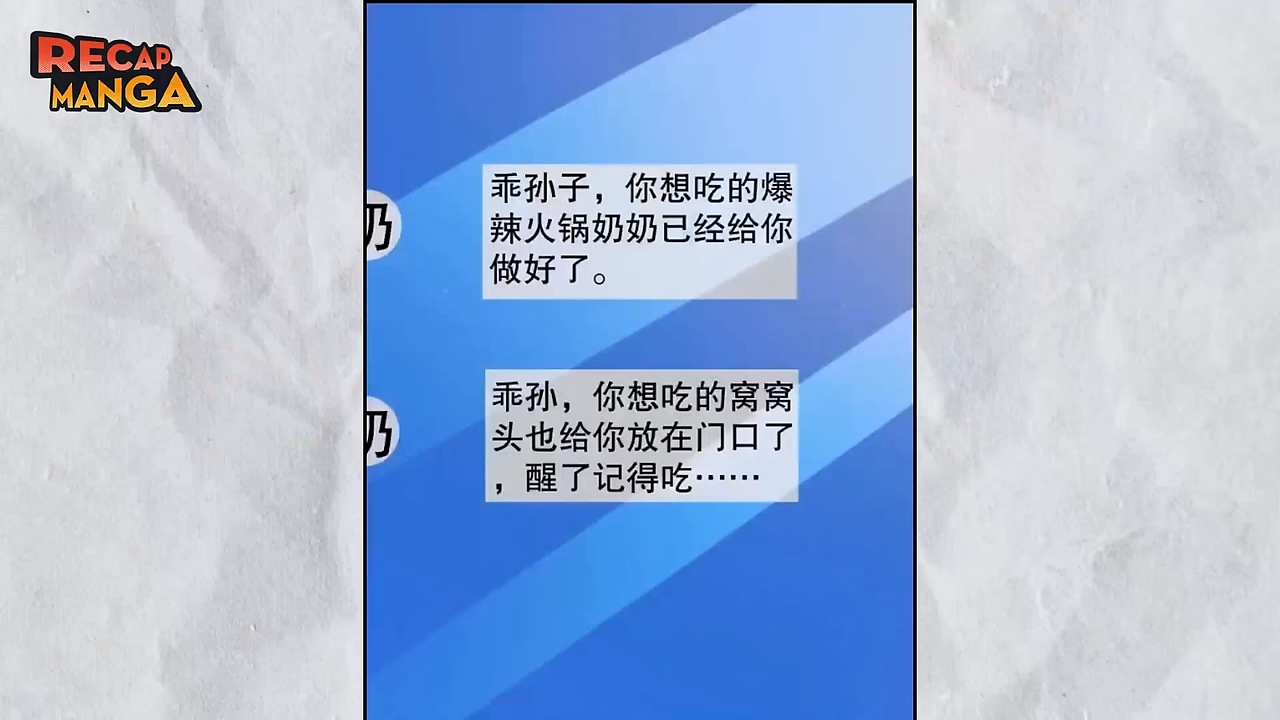 RECAP
MANGA
乖孙子，你想吃的爆
辣火锅奶奶已经给你
做好了。
乖孙，你想吃的窝窝
头也给你放在门口了
，醒了记得吃……